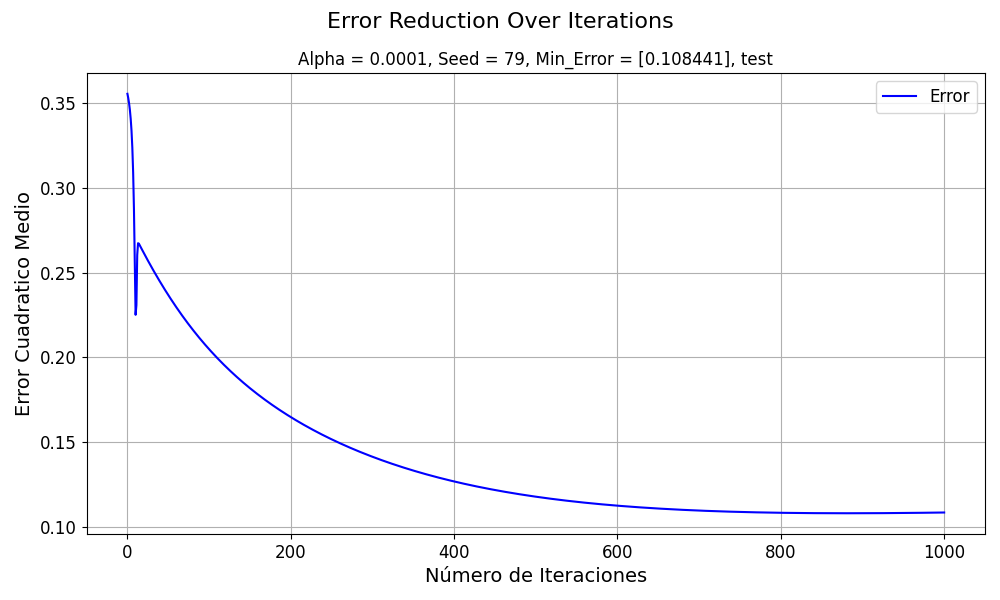 Error Reduction Over Iterations
Alpha = 0.0001, Seed = 79, Min_Error = [0.108441], test
Error
0.35
0.30
0.25
0.20
0.15
0.10
Error Cuadratico Medio
0 200 400 600 800 1000
Número de Iteraciones